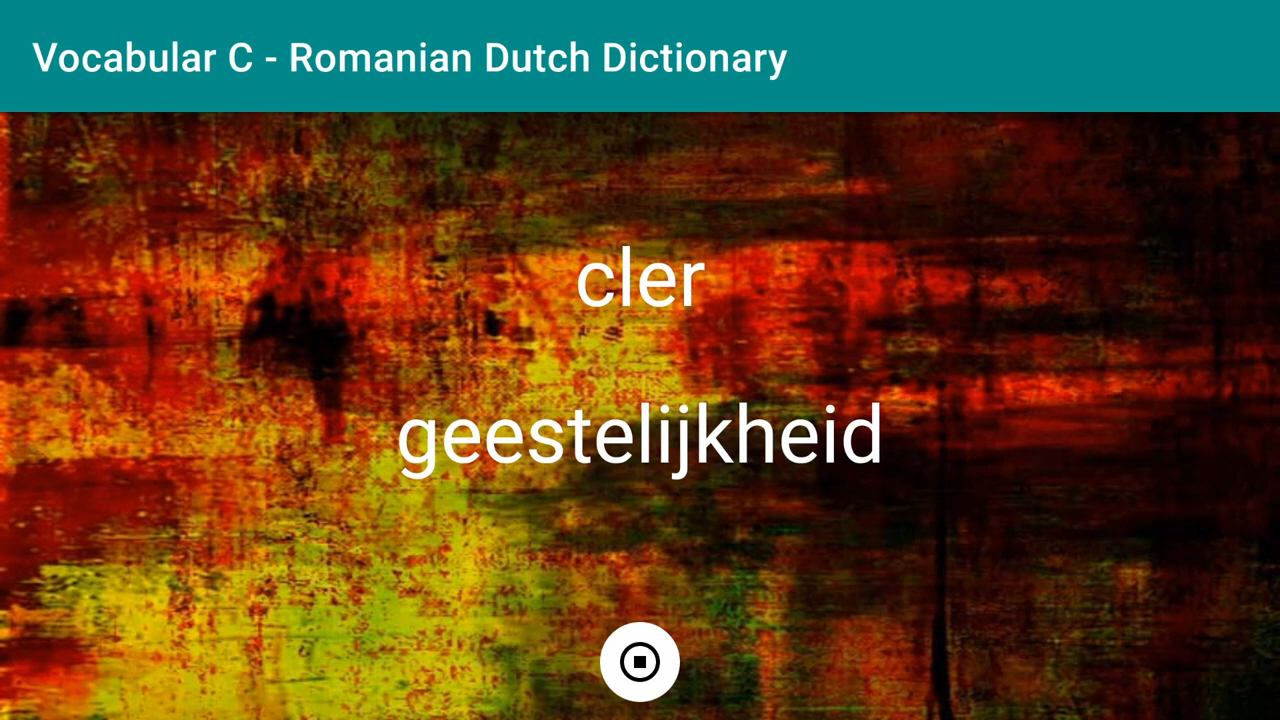 Vocabular C - Romanian Dutch Dictionary
cler
geestelijkheid